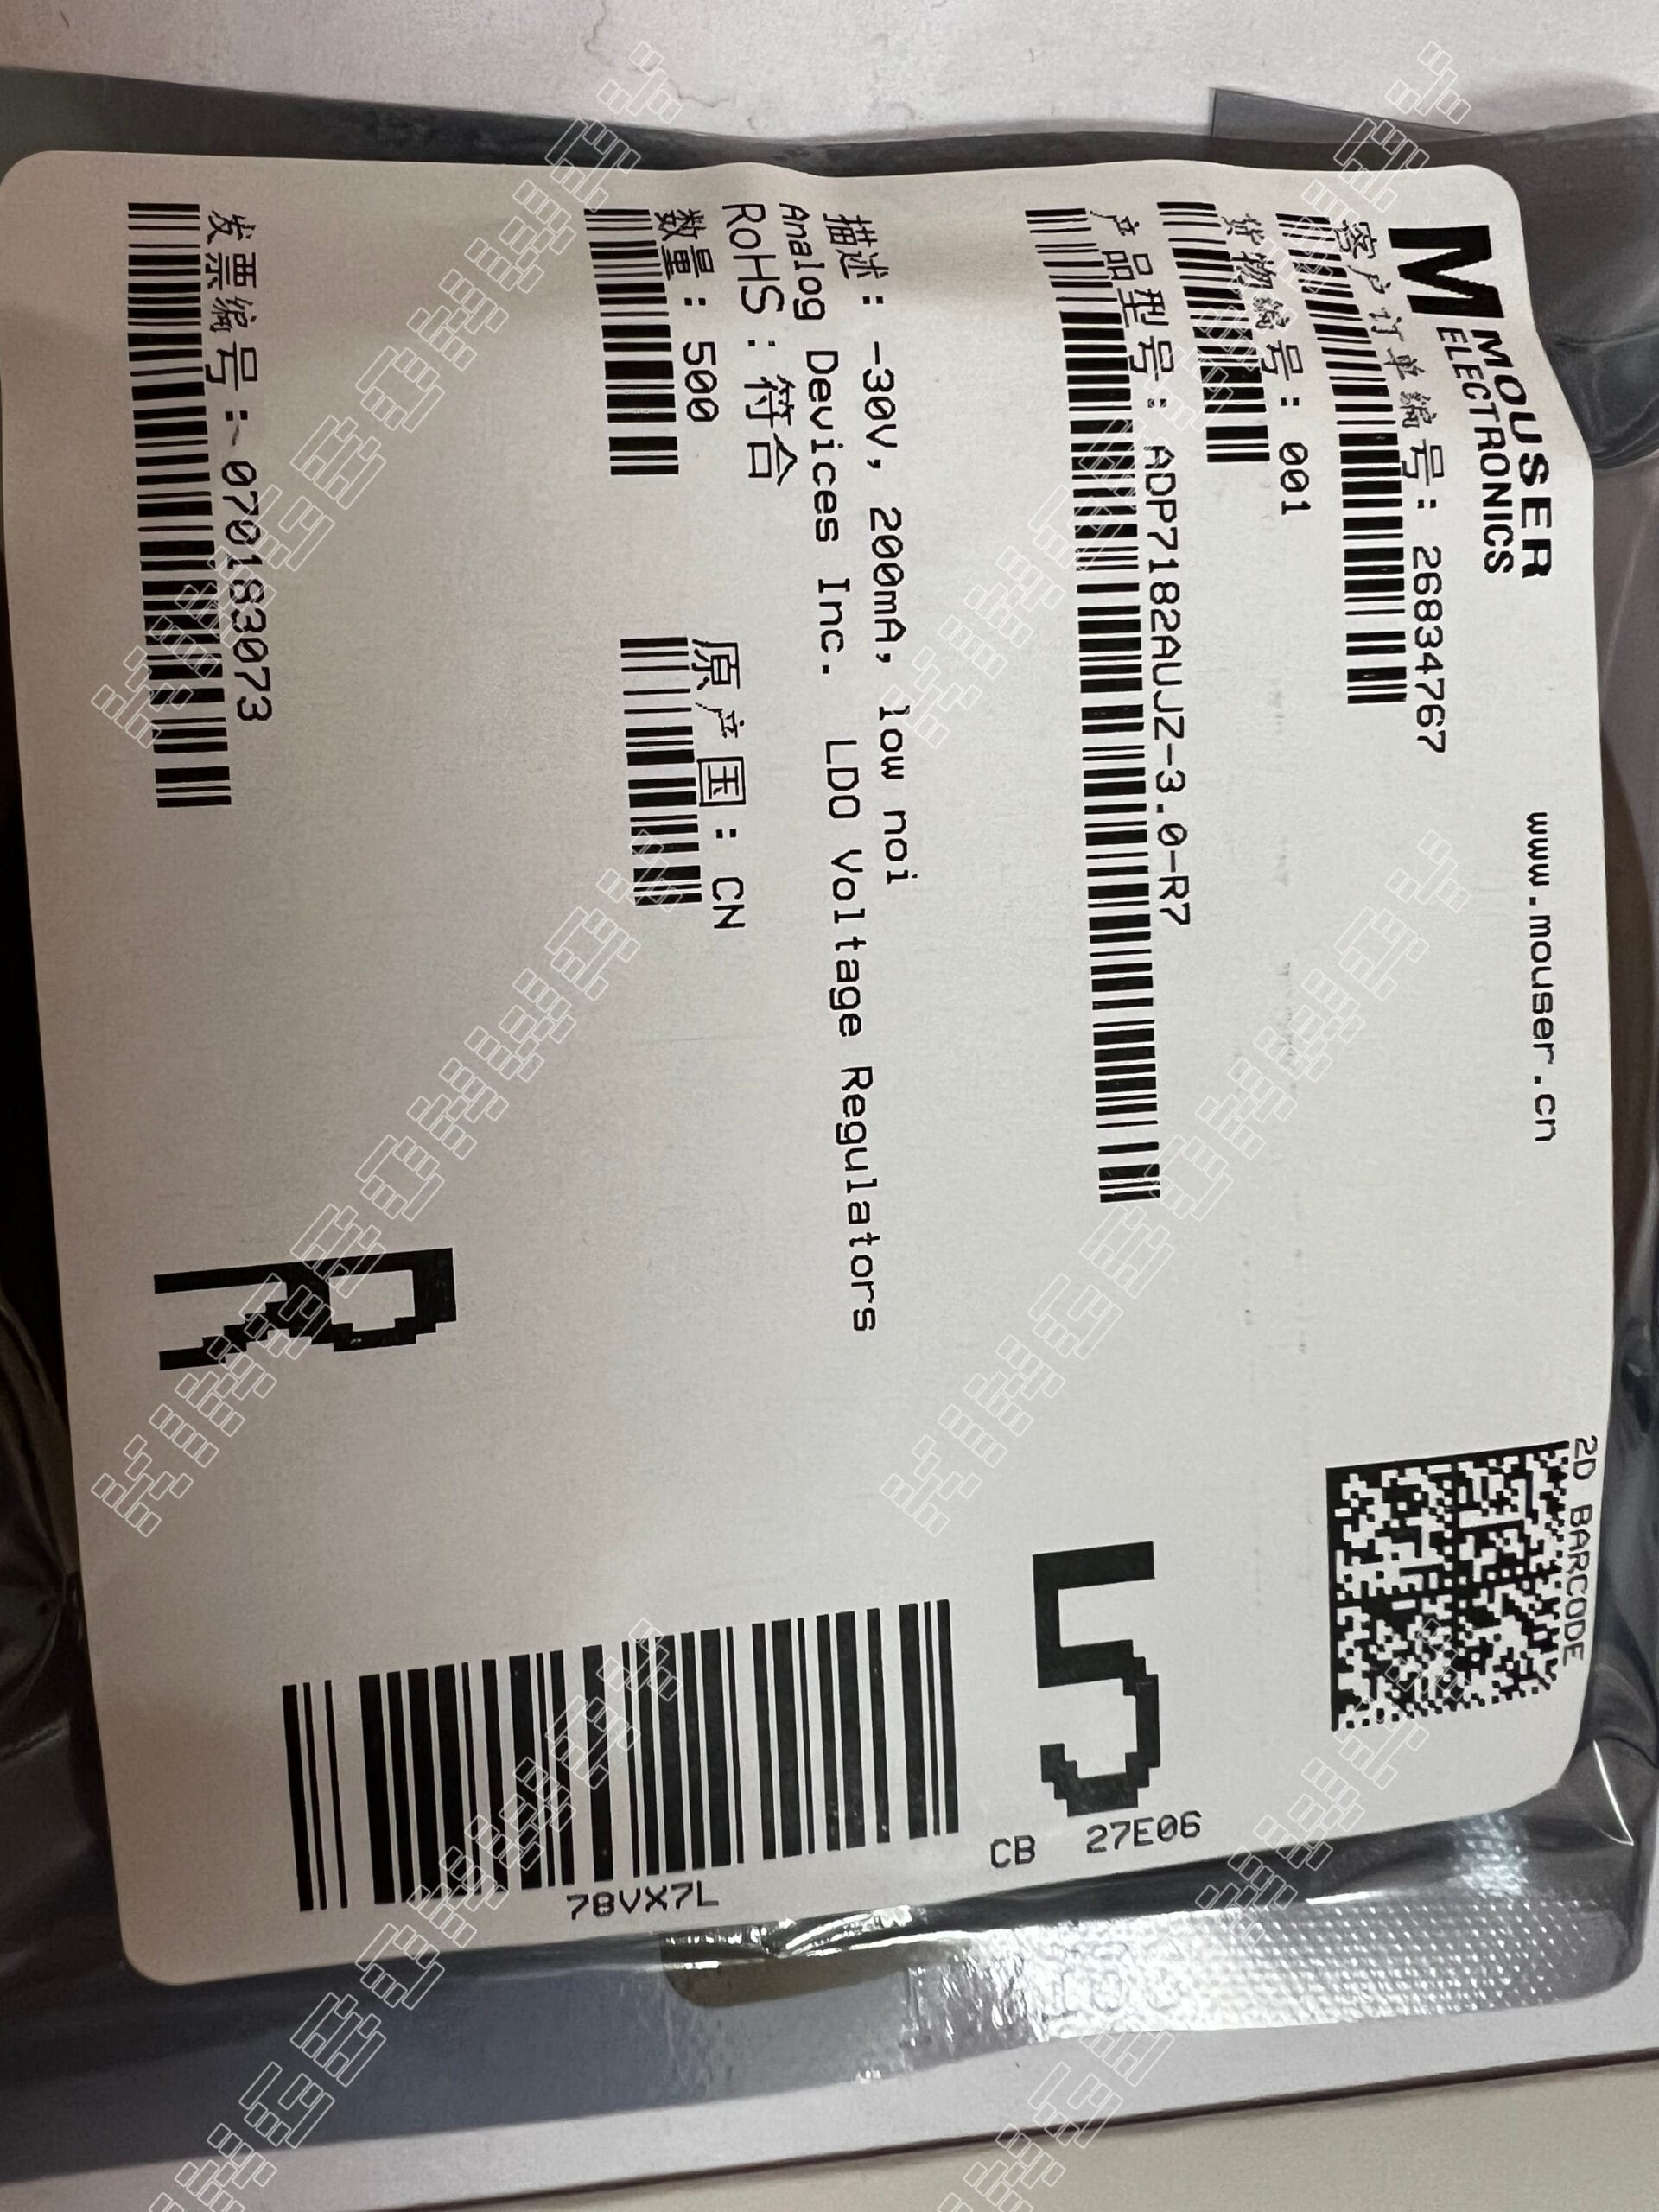 MOUSER
ELECTRONICS
www.mouser.cn
2D BARCODE
客户订单编号: 26834767
货物编号: 001
产品型号: ADP7182AUJZ-3.0-R7
描述: -30V, 200mA, low noi
Analog Devices Inc. LDO Voltage Regulators
RoHS: 符合
数量: 500
原产国: CN
发票编号: 070183073
R
5
CB 27E06
78VX7L